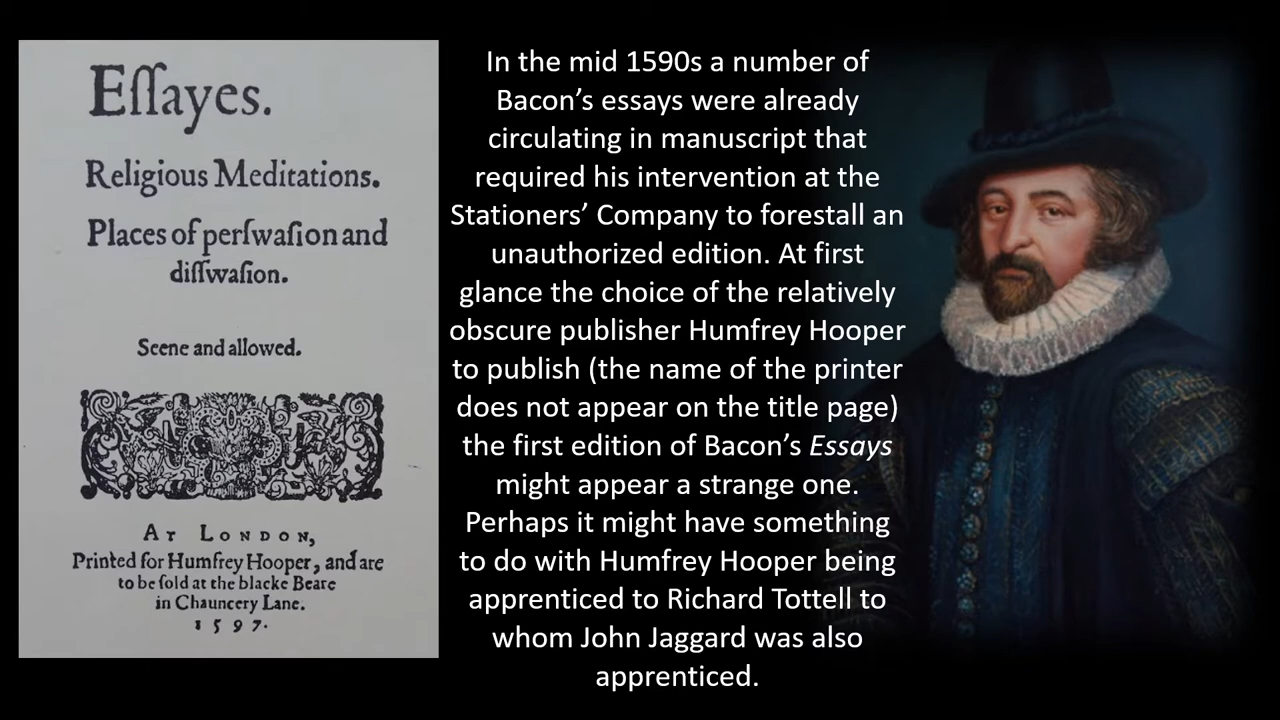 Eſſayes.
Religious Meditations.
Places of perſwaſion and
diſſwaſion.
Scene and allowed.
AT LONDON,
Printed for Humfrey Hooper, and are
to be ſold at the blacke Beare
in Chauncery Lane.
1597.
In the mid 1590s a number of
Bacon’s essays were already
circulating in manuscript that
required his intervention at the
Stationers’ Company to forestall an
unauthorized edition. At first
glance the choice of the relatively
obscure publisher Humfrey Hooper
to publish (the name of the printer
does not appear on the title page)
the first edition of Bacon’s Essays
might appear a strange one.
Perhaps it might have something
to do with Humfrey Hooper being
apprenticed to Richard Tottell to
whom John Jaggard was also
apprenticed.